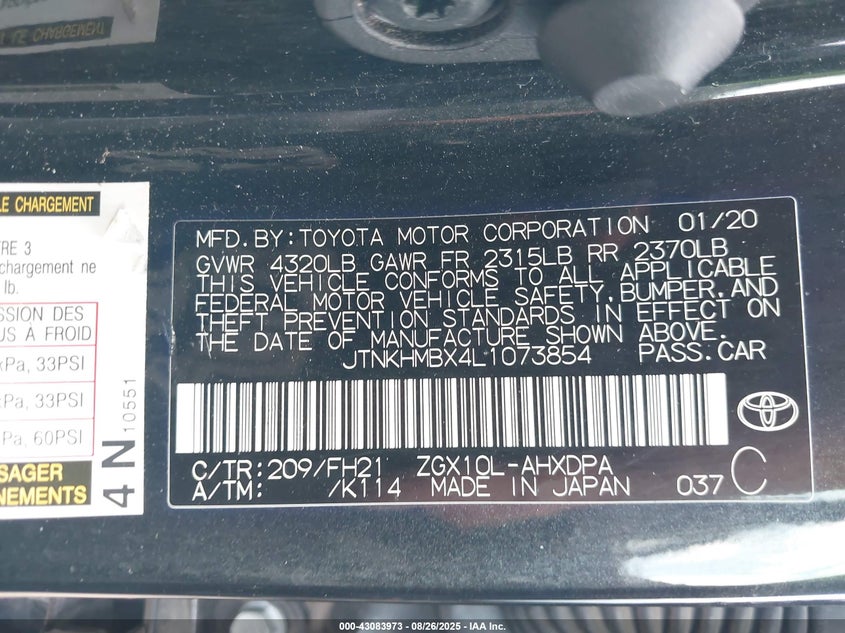 LE CHARGEMENT
TRE 3
chargement ne
lb.
SSION DES
US À FROID
kPa, 33PSI
kPa, 33PSI
Pa, 60PSI
SAGER
NEMENTS
4N 10551
MFD.BY:TOYOTA MOTOR CORPORATION 01/20
GVWR 4320LB GAWR FR 2315LB RR 2370LB
THIS VEHICLE CONFORMS TO ALL APPLICABLE
FEDERAL MOTOR VEHICLE SAFETY,BUMPER,AND
THEFT PREVENTION STANDARDS IN EFFECT ON
THE DATE OF MANUFACTURE SHOWN ABOVE.
JTNKHMBX4L1073854 PASS.CAR
C/TR:209/FH21 ZGX10L-AHXDPA
A/TM: /K114 MADE IN JAPAN 037 C
000-43083973 - 08/26/2025 - IAA Inc.